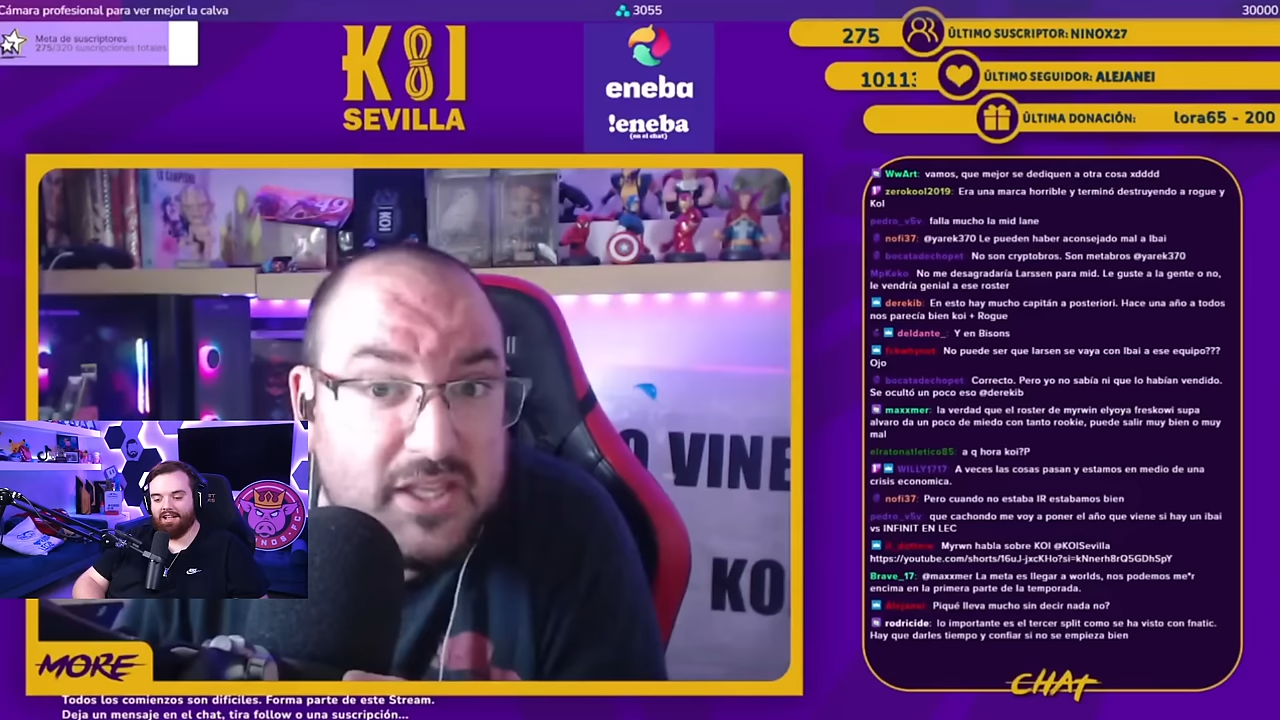 Cámara profesional para ver mejor la calva
3055
30000
Meta de suscriptores
275/320 suscripciones totales
KOI
SEVILLA
eneba
!eneba
(en el chat)
275
ÚLTIMO SUSCRIPTOR: NINOX27
ÚLTIMO SEGUIDOR: ALEJANEI
ÚLTIMA DONACIÓN:
lora65 - 200
WwArt: vamos, que mejor se dediquen a otra cosa xdddd
zerokool2019: Era una marca horrible y terminó destruyendo a rogue y
KoI
pedro_v5v falla mucho la mid lane
nofi37: @yarek370 Le pueden haber aconsejado mal a Ibai
bocatadechopet No son cryptobros. Son metabros @yarek370
MpKeko No me desagradaría Larssen para mid. Le guste a la gente o no,
le vendría genial a ese roster
derekib: En esto hay mucho capitán a posteriori. Hace una año a todos
nos parecía bien koi + Rogue
deldante_: Y en Bisons
No puede ser que larsen se vaya con Ibai a ese equipo???
Ojo
bocatadechopet Correcto. Pero yo no sabía ni que lo habían vendido.
Se ocultó un poco eso @derekib
maxxmer: la verdad que el roster de myrwin elyoya freskowi supa
alvaro da un poco de miedo con tanto rookie, puede salir muy bien o muy
mal
elratonatletico85: a q hora koi?P
WILLY1717 A veces las cosas pasan y estamos en medio de una
crisis economica.
nofi37: Pero cuando no estaba IR estabamos bien
pedro_v5v que cachondo me voy a poner el año que viene si hay un ibai
vs INFINIT EN LEC
Myrwn habla sobre KOI @KOISevilla
https://youtube.com/shorts/16uJ-jxcKHo?si=kNnerh8rQ5GDhSpY
Brave_17: @maxxmer La meta es llegar a worlds, nos podemos me*r
encima en la primera parte de la temporada.
Alejanei Piqué lleva mucho sin decir nada no?
rodricide: lo importante es el tercer split como se ha visto con fnatic.
Hay que darles tiempo y confiar si no se empieza bien
CHAT
KOI
O VINE
KO
MORE
Todos los comienzos son difíciles. Forma parte de este Stream.
Deja un mensaje en el chat, tira follow o una suscripción...